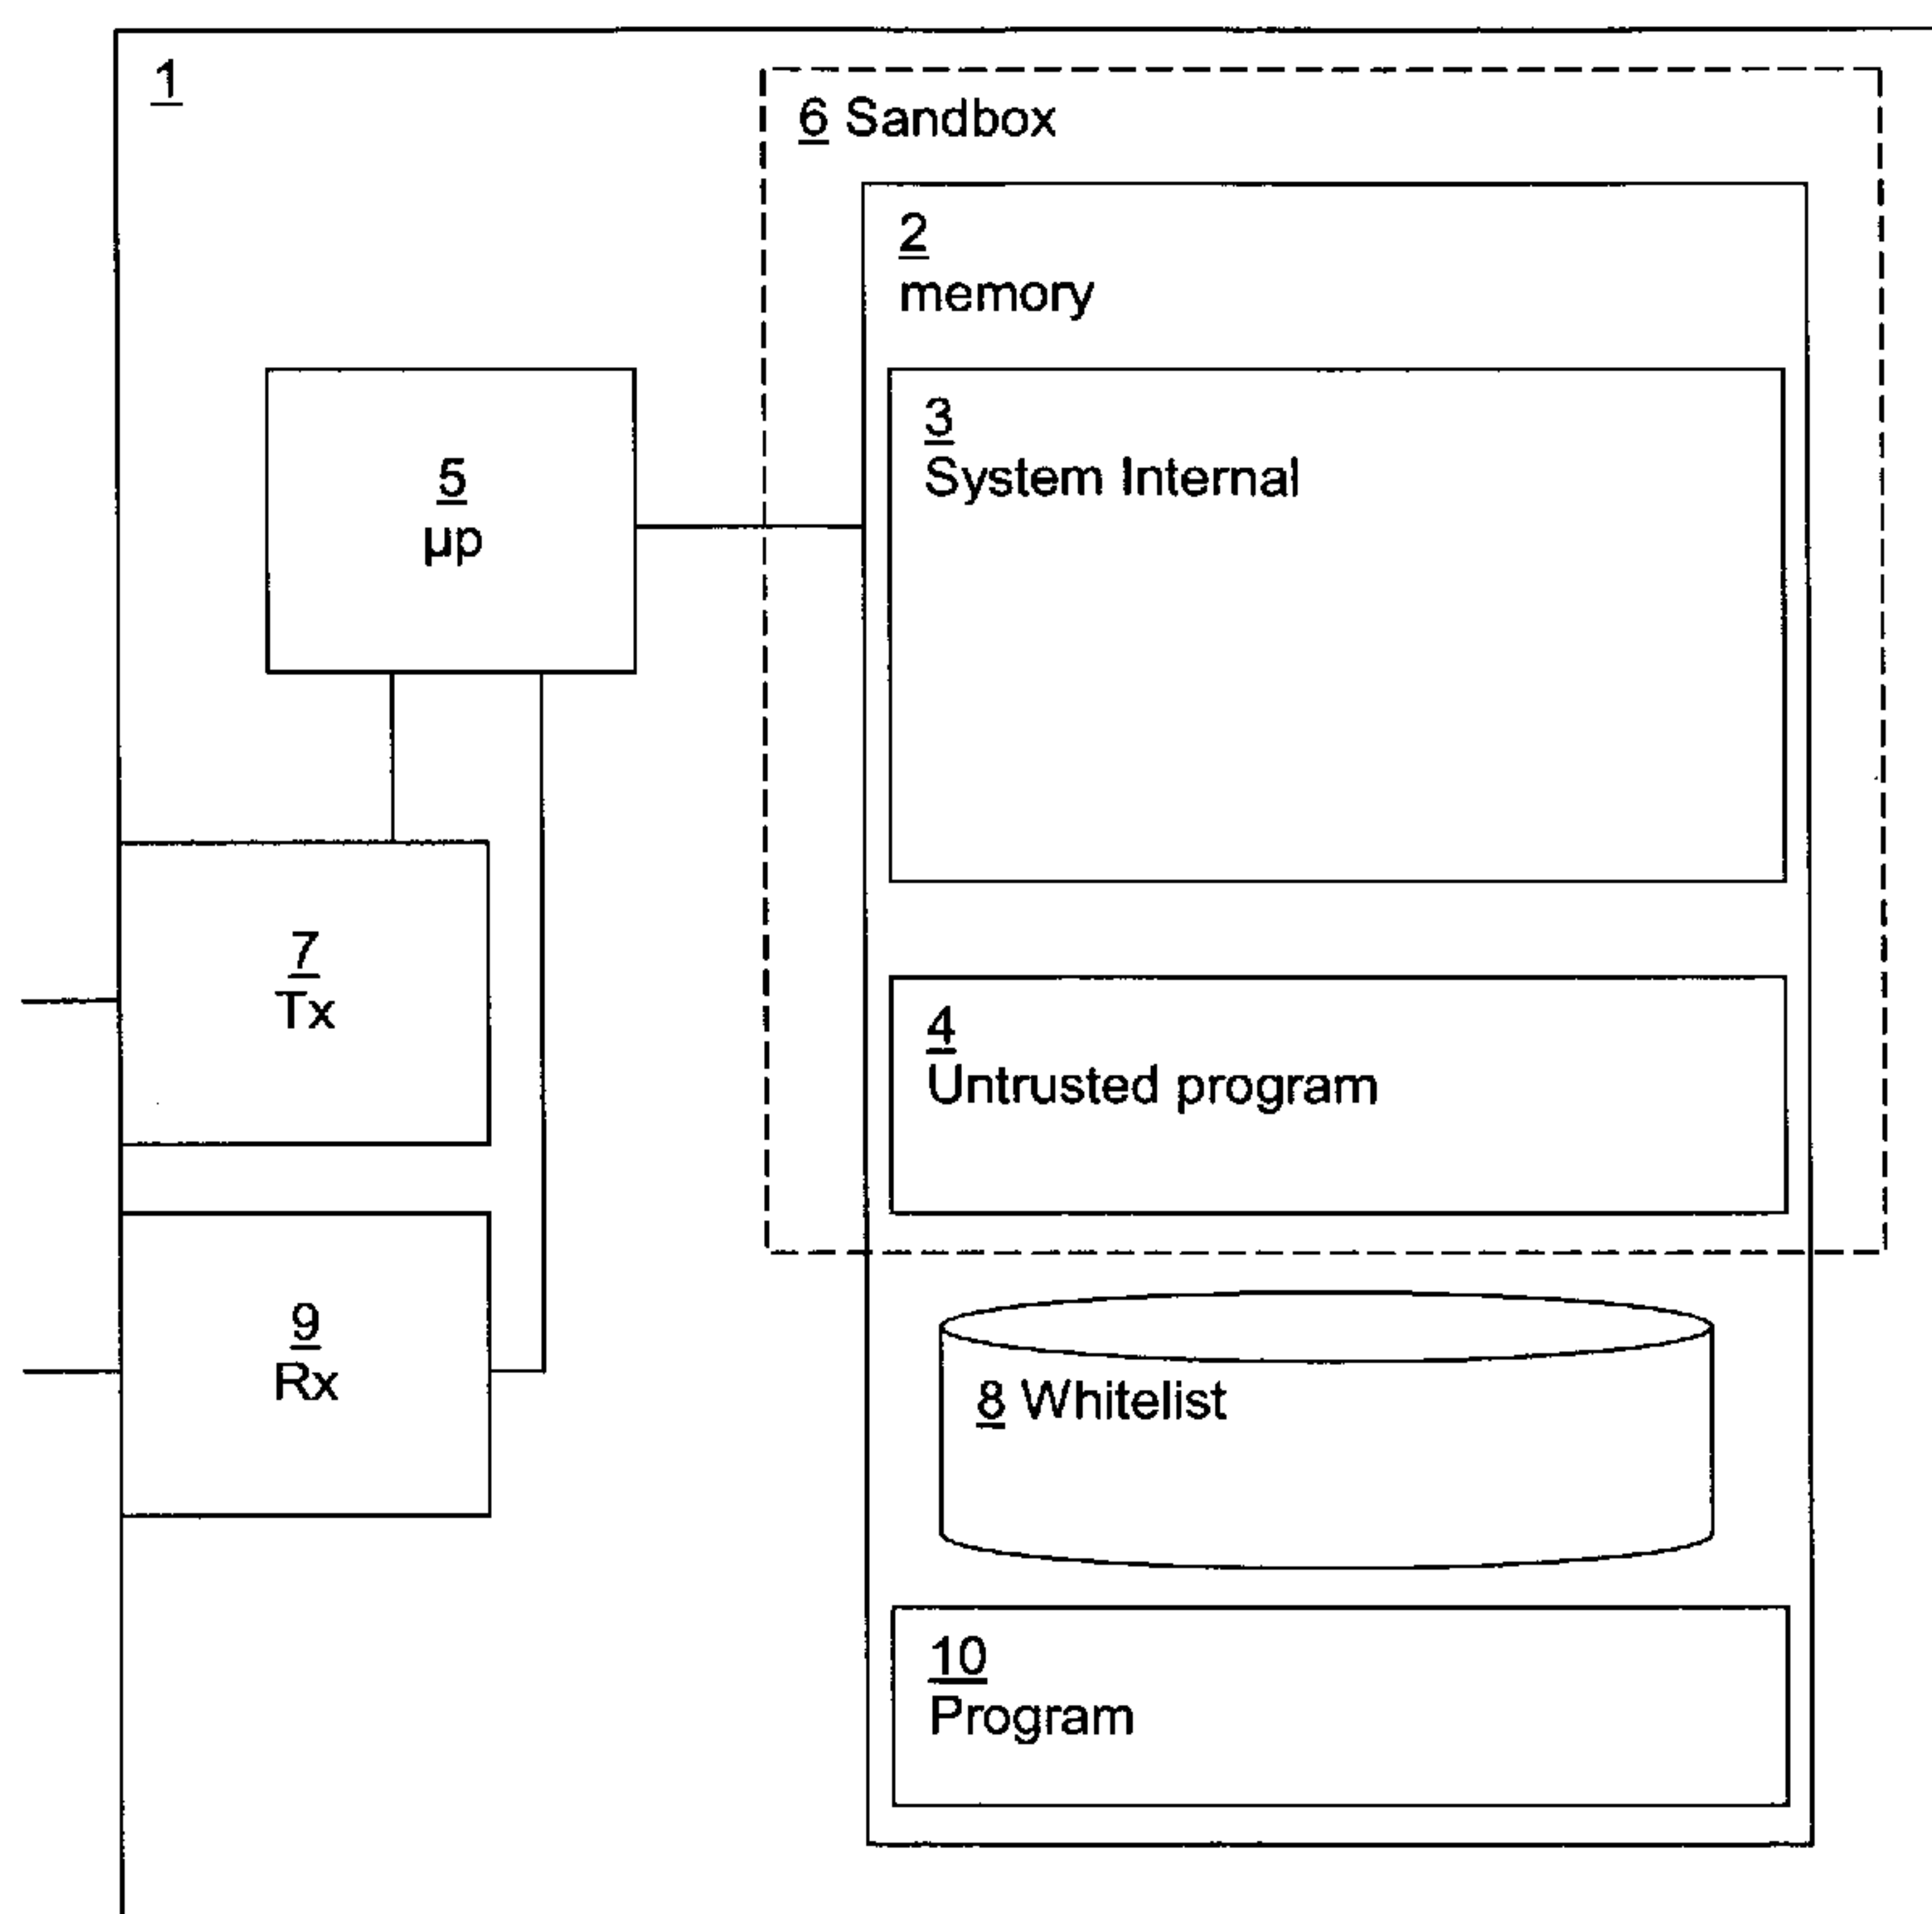 1
6 Sandbox
2
memory
3
System Internal
5
µp
7
Tx
4
Untrusted program
9
Rx
8 Whitelist
10
Program